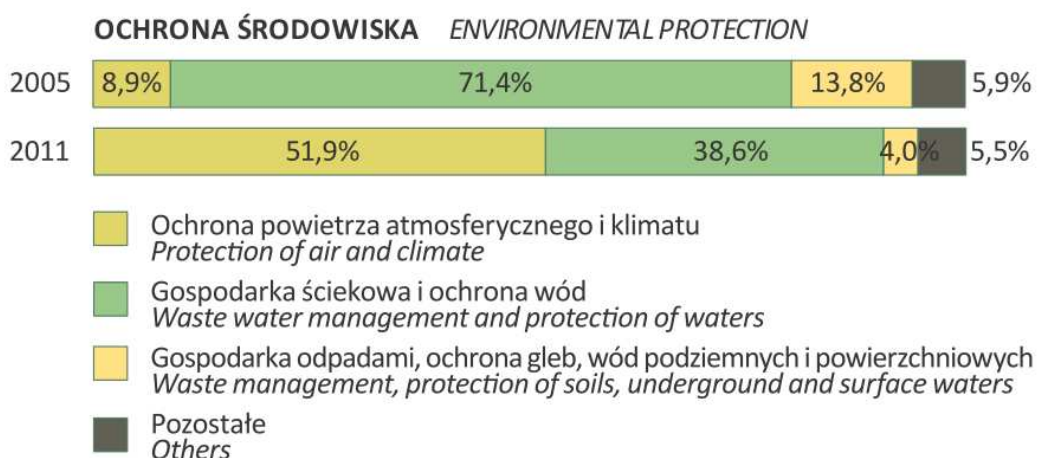 OCHRONA ŚRODOWISKA ENVIRONMENTAL PROTECTION
2005 8,9% 71,4% 13,8% 5,9%
2011 51,9% 38,6% 4,0% 5,5%
Ochrona powietrza atmosferycznego i klimatu
Protection of air and climate
Gospodarka ściekowa i ochrona wód
Waste water management and protection of waters
Gospodarka odpadami, ochrona gleb, wód podziemnych i powierzchniowych
Waste management, protection of soils, underground and surface waters
Pozostałe
Others